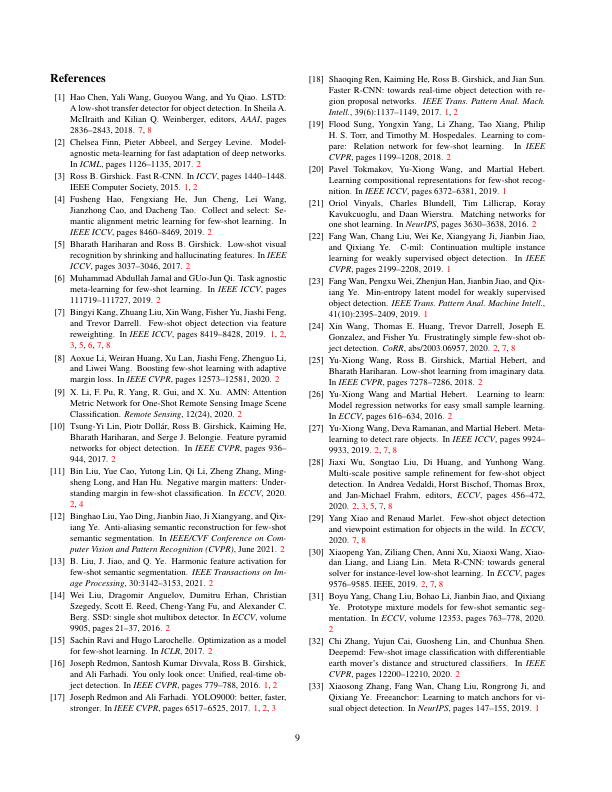 References
[1] Hao Chen, Yali Wang, Guoyou Wang, and Yu Qiao. LSTD:
A low-shot transfer detector for object detection. In Sheila A.
McIlraith and Kilian Q. Weinberger, editors, AAAI, pages
2836–2843, 2018. 7, 8
[2] Chelsea Finn, Pieter Abbeel, and Sergey Levine. Model-
agnostic meta-learning for fast adaptation of deep networks.
In ICML, pages 1126–1135, 2017. 2
[3] Ross B. Girshick. Fast R-CNN. In ICCV, pages 1440–1448.
IEEE Computer Society, 2015. 1, 2
[4] Fusheng Hao, Fengxiang He, Jun Cheng, Lei Wang,
Jianzhong Cao, and Dacheng Tao. Collect and select: Se-
mantic alignment metric learning for few-shot learning. In
IEEE ICCV, pages 8460–8469, 2019. 2
[5] Bharath Hariharan and Ross B. Girshick. Low-shot visual
recognition by shrinking and hallucinating features. In IEEE
ICCV, pages 3037–3046, 2017. 2
[6] Muhammad Abdullah Jamal and GUo-Jun Qi. Task agnostic
meta-learning for few-shot learning. In IEEE ICCV, pages
111719–111727, 2019. 2
[7] Bingyi Kang, Zhuang Liu, Xin Wang, Fisher Yu, Jiashi Feng,
and Trevor Darrell. Few-shot object detection via feature
reweighting. In IEEE ICCV, pages 8419–8428, 2019. 1, 2,
3, 5, 6, 7, 8
[8] Aoxue Li, Weiran Huang, Xu Lan, Jiashi Feng, Zhenguo Li,
and Liwei Wang. Boosting few-shot learning with adaptive
margin loss. In IEEE CVPR, pages 12573–12581, 2020. 2
[9] X. Li, F. Pu, R. Yang, R. Gui, and X. Xu. AMN: Attention
Metric Network for One-Shot Remote Sensing Image Scene
Classification. Remote Sensing, 12(24), 2020. 2
[10] Tsung-Yi Lin, Piotr Dollár, Ross B. Girshick, Kaiming He,
Bharath Hariharan, and Serge J. Belongie. Feature pyramid
networks for object detection. In IEEE CVPR, pages 936–
944, 2017. 2
[11] Bin Liu, Yue Cao, Yutong Lin, Qi Li, Zheng Zhang, Ming-
sheng Long, and Han Hu. Negative margin matters: Under-
standing margin in few-shot classification. In ECCV, 2020.
2, 4
[12] Binghao Liu, Yao Ding, Jianbin Jiao, Ji Xiangyang, and Qix-
iang Ye. Anti-aliasing semantic reconstruction for few-shot
semantic segmentation. In IEEE/CVF Conference on Com-
puter Vision and Pattern Recognition (CVPR), June 2021. 2
[13] B. Liu, J. Jiao, and Q. Ye. Harmonic feature activation for
few-shot semantic segmentation. IEEE Transactions on Im-
age Processing, 30:3142–3153, 2021. 2
[14] Wei Liu, Dragomir Anguelov, Dumitru Erhan, Christian
Szegedy, Scott E. Reed, Cheng-Yang Fu, and Alexander C.
Berg. SSD: single shot multibox detector. In ECCV, volume
9905, pages 21–37, 2016. 2
[15] Sachin Ravi and Hugo Larochelle. Optimization as a model
for few-shot learning. In ICLR, 2017. 2
[16] Joseph Redmon, Santosh Kumar Divvala, Ross B. Girshick,
and Ali Farhadi. You only look once: Unified, real-time ob-
ject detection. In IEEE CVPR, pages 779–788, 2016. 1, 2
[17] Joseph Redmon and Ali Farhadi. YOLO9000: better, faster,
stronger. In IEEE CVPR, pages 6517–6525, 2017. 1, 2, 3
[18] Shaoqing Ren, Kaiming He, Ross B. Girshick, and Jian Sun.
Faster R-CNN: towards real-time object detection with re-
gion proposal networks. IEEE Trans. Pattern Anal. Mach.
Intell., 39(6):1137–1149, 2017. 1, 2
[19] Flood Sung, Yongxin Yang, Li Zhang, Tao Xiang, Philip
H. S. Torr, and Timothy M. Hospedales. Learning to com-
pare: Relation network for few-shot learning. In IEEE
CVPR, pages 1199–1208, 2018. 2
[20] Pavel Tokmakov, Yu-Xiong Wang, and Martial Hebert.
Learning compositional representations for few-shot recog-
nition. In IEEE ICCV, pages 6372–6381, 2019. 1
[21] Oriol Vinyals, Charles Blundell, Tim Lillicrap, Koray
Kavukcuoglu, and Daan Wierstra. Matching networks for
one shot learning. In NeurIPS, pages 3630–3638, 2016. 2
[22] Fang Wan, Chang Liu, Wei Ke, Xiangyang Ji, Jianbin Jiao,
and Qixiang Ye. C-mil: Continuation multiple instance
learning for weakly supervised object detection. In IEEE
CVPR, pages 2199–2208, 2019. 1
[23] Fang Wan, Pengxu Wei, Zhenjun Han, Jianbin Jiao, and Qix-
iang Ye. Min-entropy latent model for weakly supervised
object detection. IEEE Trans. Pattern Anal. Machine Intell.,
41(10):2395–2409, 2019. 1
[24] Xin Wang, Thomas E. Huang, Trevor Darrell, Joseph E.
Gonzalez, and Fisher Yu. Frustratingly simple few-shot ob-
ject detection. CoRR, abs/2003.06957, 2020. 2, 7, 8
[25] Yu-Xiong Wang, Ross B. Girshick, Martial Hebert, and
Bharath Hariharan. Low-shot learning from imaginary data.
In IEEE CVPR, pages 7278–7286, 2018. 2
[26] Yu-Xiong Wang and Martial Hebert. Learning to learn:
Model regression networks for easy small sample learning.
In ECCV, pages 616–634, 2016. 2
[27] Yu-Xiong Wang, Deva Ramanan, and Martial Hebert. Meta-
learning to detect rare objects. In IEEE ICCV, pages 9924–
9933, 2019. 2, 7, 8
[28] Jiaxi Wu, Songtao Liu, Di Huang, and Yunhong Wang.
Multi-scale positive sample refinement for few-shot object
detection. In Andrea Vedaldi, Horst Bischof, Thomas Brox,
and Jan-Michael Frahm, editors, ECCV, pages 456–472,
2020. 2, 3, 5, 7, 8
[29] Yang Xiao and Renaud Marlet. Few-shot object detection
and viewpoint estimation for objects in the wild. In ECCV,
2020. 7, 8
[30] Xiaopeng Yan, Ziliang Chen, Anni Xu, Xiaoxi Wang, Xiao-
dan Liang, and Liang Lin. Meta R-CNN: towards general
solver for instance-level low-shot learning. In ECCV, pages
9576–9585. IEEE, 2019. 2, 7, 8
[31] Boyu Yang, Chang Liu, Bohao Li, Jianbin Jiao, and Qixiang
Ye. Prototype mixture models for few-shot semantic seg-
mentation. In ECCV, volume 12353, pages 763–778, 2020.
2
[32] Chi Zhang, Yujun Cai, Guosheng Lin, and Chunhua Shen.
Deepemd: Few-shot image classification with differentiable
earth mover's distance and structured classifiers. In IEEE
CVPR, pages 12200–12210, 2020. 2
[33] Xiaosong Zhang, Fang Wan, Chang Liu, Rongrong Ji, and
Qixiang Ye. Freeanchor: Learning to match anchors for vi-
sual object detection. In NeurIPS, pages 147–155, 2019. 1
9